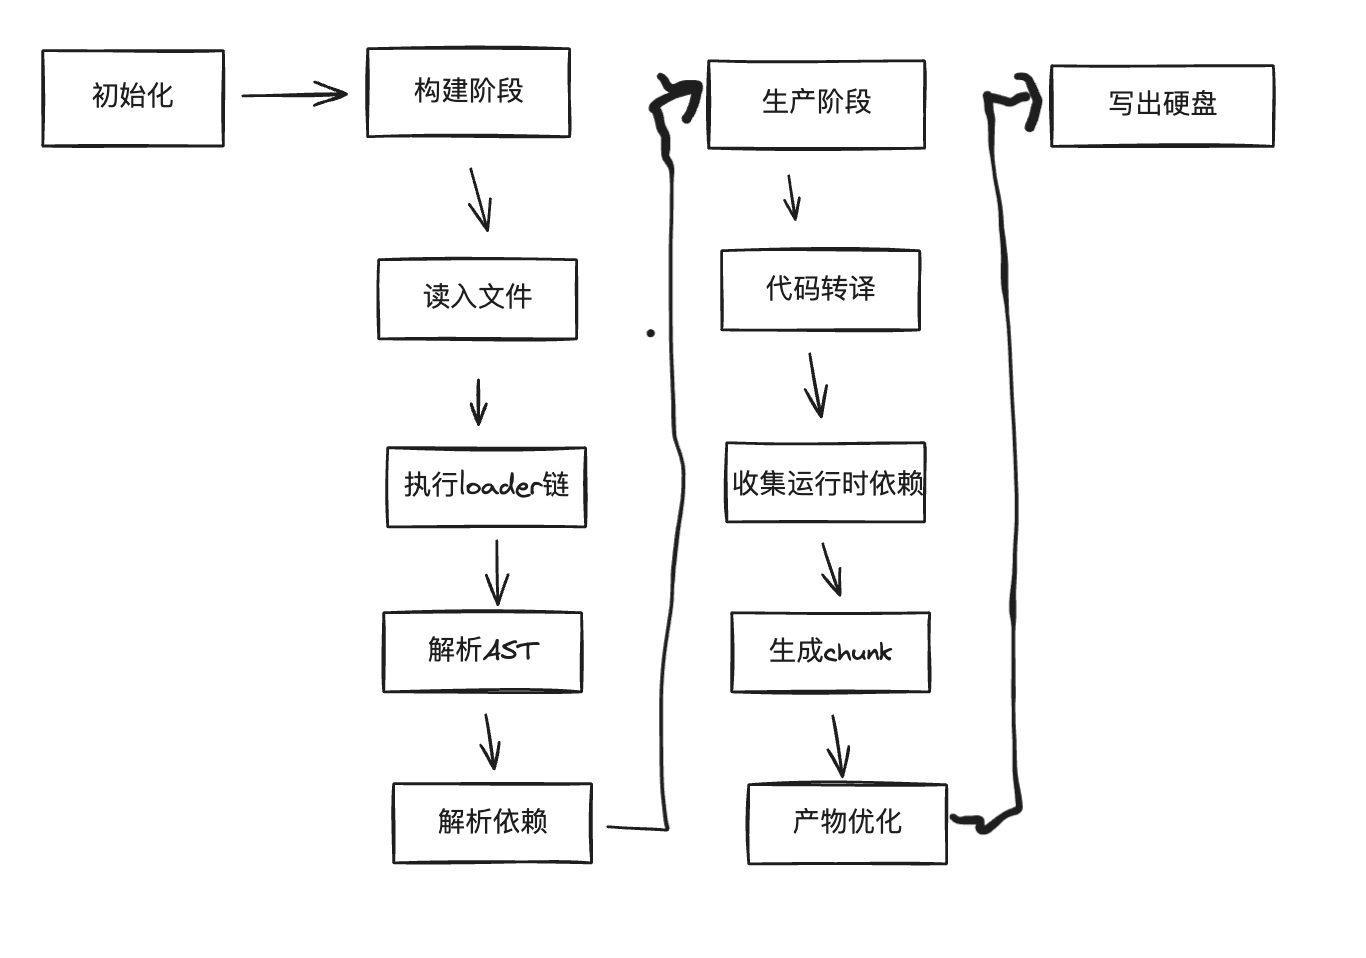 初始化
构建阶段
读入文件
执行loader链
解析AST
解析依赖
生产阶段
代码转译
收集运行时依赖
生成chunk
产物优化
写出硬盘